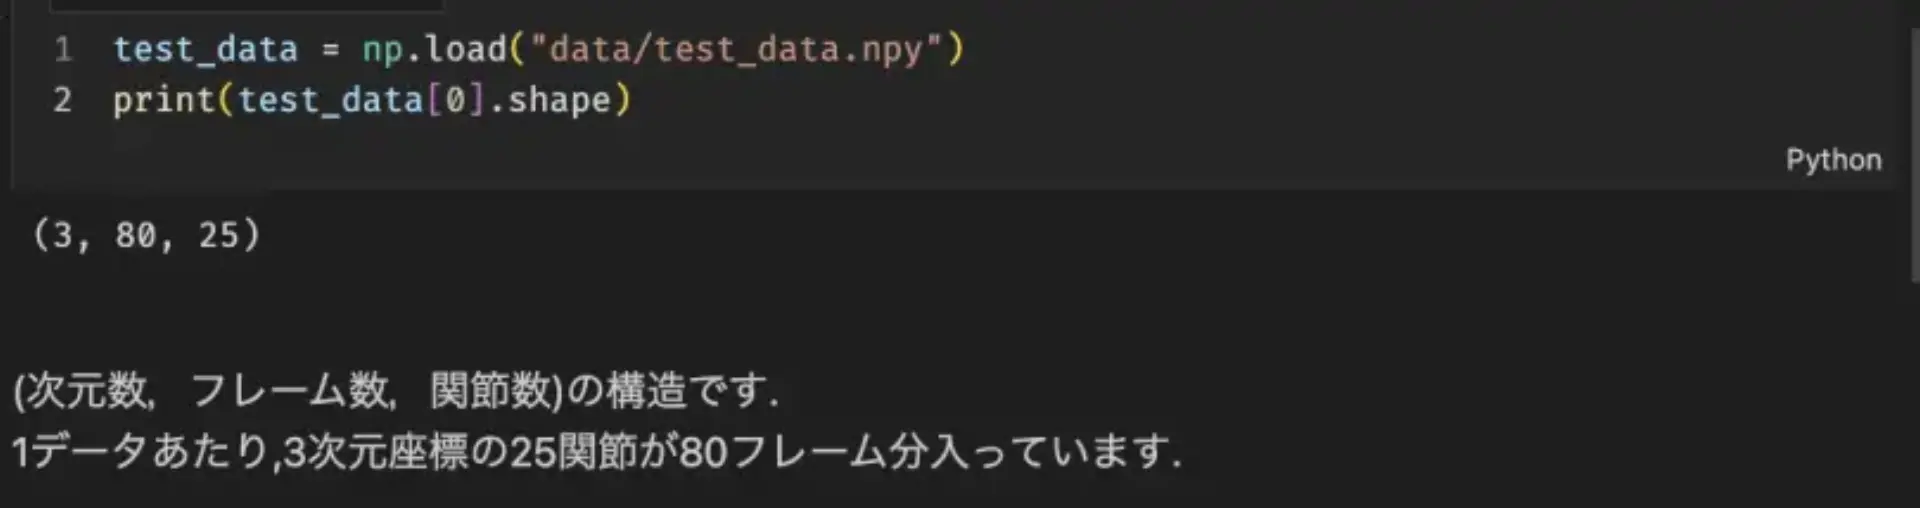 1 test_data = np.load("data/test_data.npy")
2 print(test_data[0].shape)
Python
(3, 80, 25)
(次元数, フレーム数, 関節数)の構造です.
1データあたり,3次元座標の25関節が80フレーム分入っています.